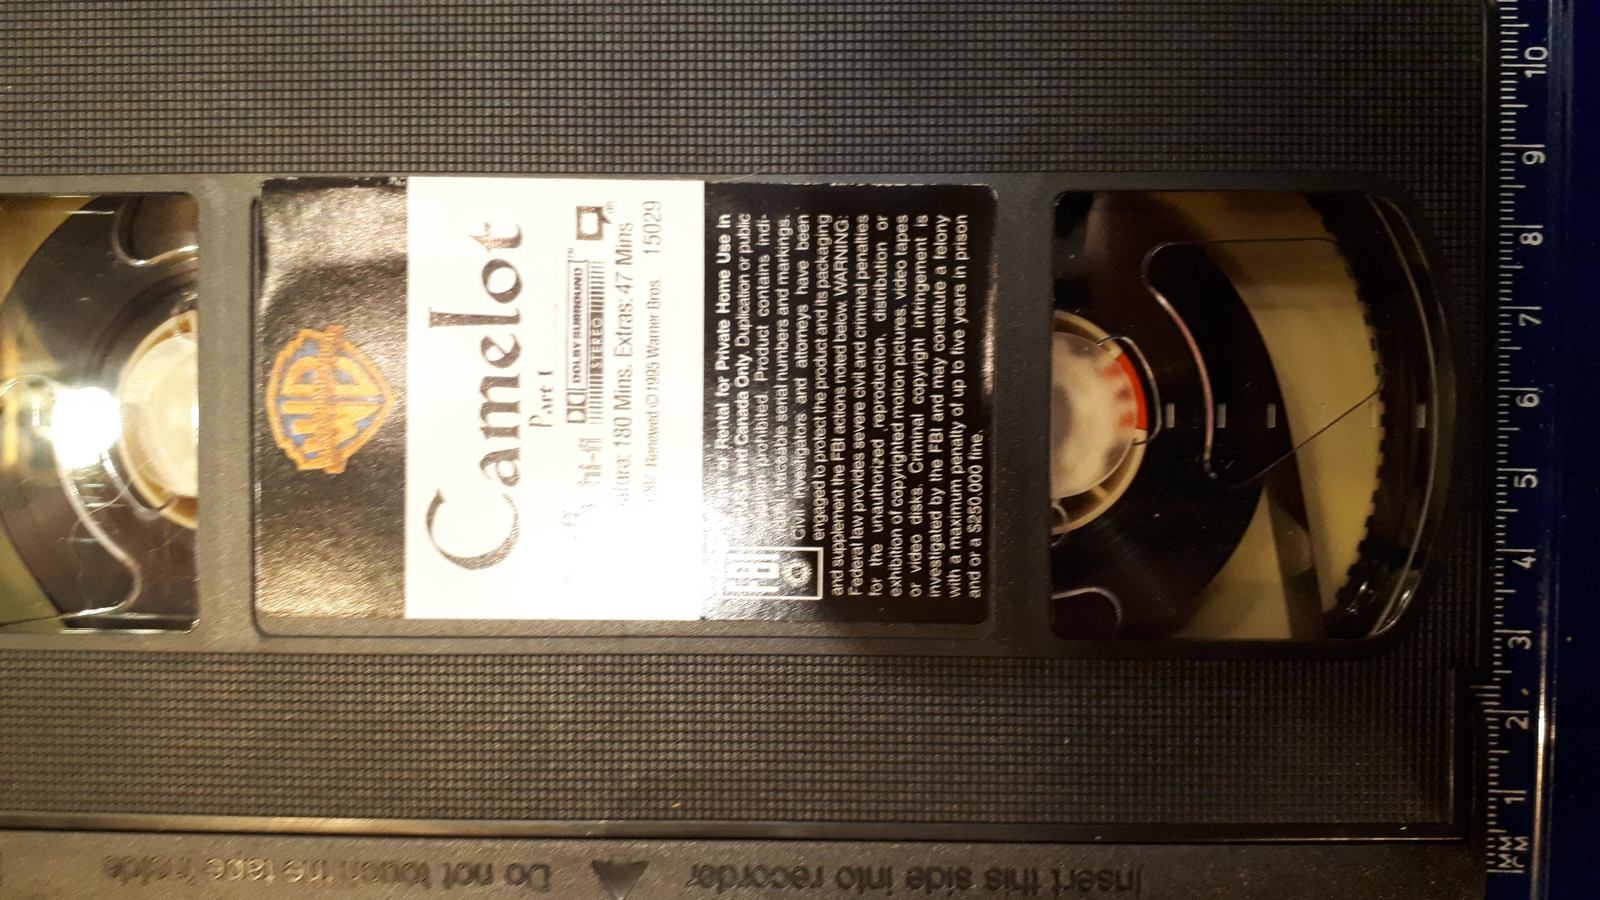 Camelot
Part I
DOLBY SURROUND™
STEREO
hi-fi
180 Mins. Extras: 47 Mins.
Renewed © 1995 Warner Bros. 15029
or Rental for Private Home Use in
and Canada Only. Duplication or public
prohibited. Product contains indi-
traceable serial numbers and markings.
Civil investigators and attorneys have been
engaged to protect the product and its packaging
and supplement the FBI actions noted below. WARNING:
Federal law provides severe civil and criminal penalties
for the unauthorized reproduction, distribution or
exhibition of copyrighted motion pictures, video tapes
or video disks. Criminal copyright infringement is
investigated by the FBI and may constitute a felony
with a maximum penalty of up to five years in prison
and or a $250,000 fine.
Insert this side into recorder
Do not touch the tape inside
MM 1 2 3 4 5 6 7 8 9 10